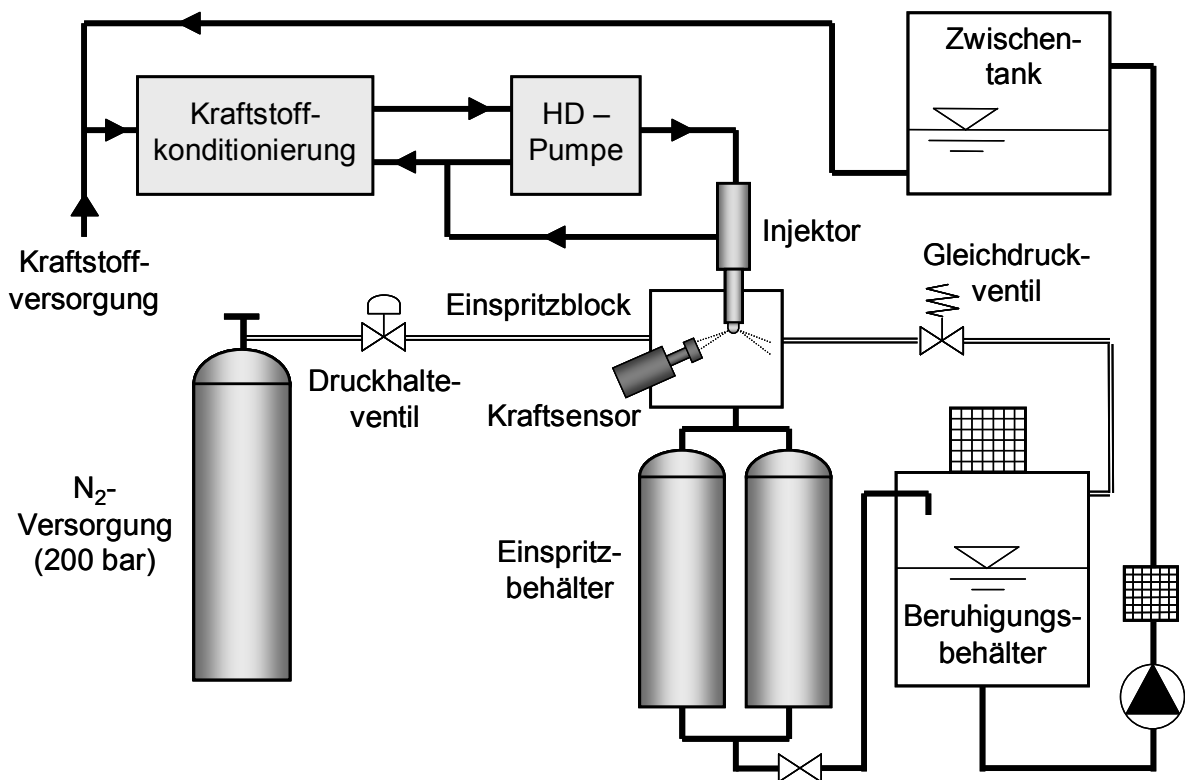 Zwischen-
tank
Kraftstoff-
konditionierung
HD –
Pumpe
Injektor
Kraftstoff-
versorgung
Gleichdruck-
ventil
Einspritzblock
Druckhalte-
ventil
Kraftsensor
N₂-
Versorgung
(200 bar)
Einspritz-
behälter
Beruhigungs-
behälter